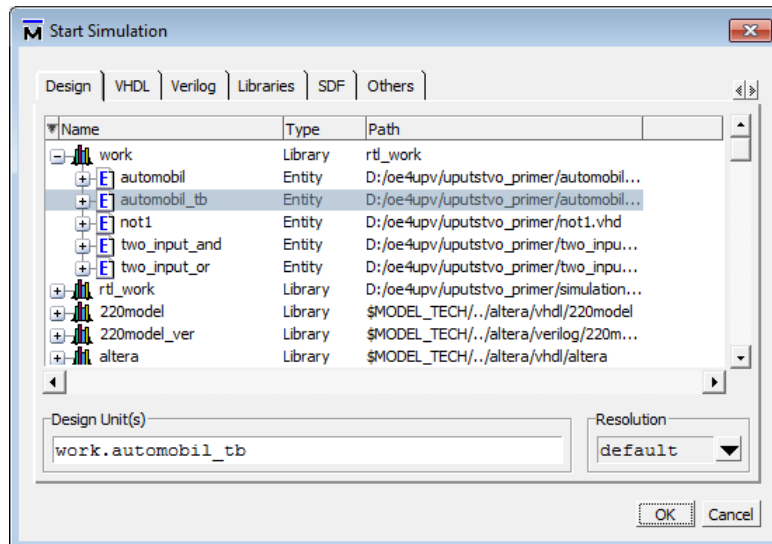 Start Simulation
Design VHDL Verilog Libraries SDF Others
Name Type Path
work Library rtl_work
automobil Entity D:/oe4upv/uputstvo_primer/automobil...
automobil_tb Entity D:/oe4upv/uputstvo_primer/automobil...
not1 Entity D:/oe4upv/uputstvo_primer/not1.vhd
two_input_and Entity D:/oe4upv/uputstvo_primer/two_inpu...
two_input_or Entity D:/oe4upv/uputstvo_primer/two_inpu...
rtl_work Library D:/oe4upv/uputstvo_primer/simulation...
220model Library $MODEL_TECH/../altera/vhdl/220model
220model_ver Library $MODEL_TECH/../altera/verilog/220m...
altera Library $MODEL_TECH/../altera/vhdl/altera
Design Unit(s) Resolution
work.automobil_tb default
OK Cancel